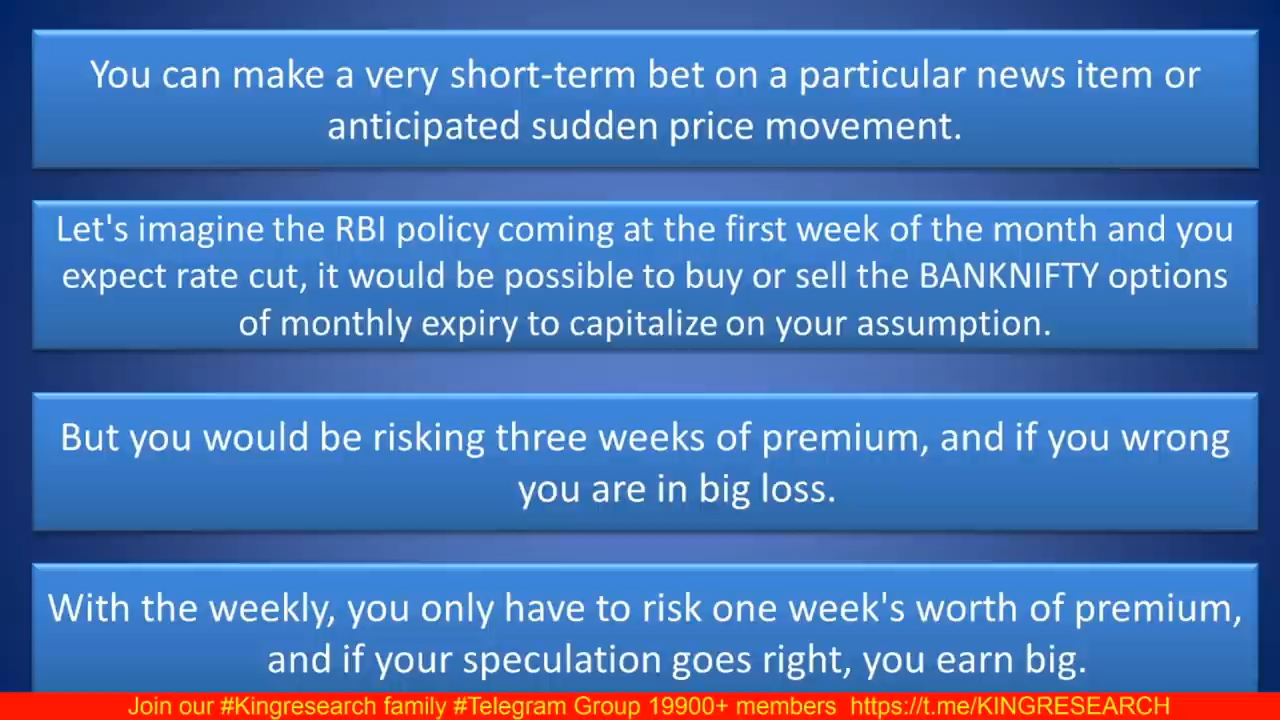 You can make a very short-term bet on a particular news item or
anticipated sudden price movement.
Let's imagine the RBI policy coming at the first week of the month and you
expect rate cut, it would be possible to buy or sell the BANKNIFTY options
of monthly expiry to capitalize on your assumption.
But you would be risking three weeks of premium, and if you wrong
you are in big loss.
With the weekly, you only have to risk one week's worth of premium,
and if your speculation goes right, you earn big.
Join our #Kingresearch family #Telegram Group 19900+ members https://t.me/KINGRESEARCH